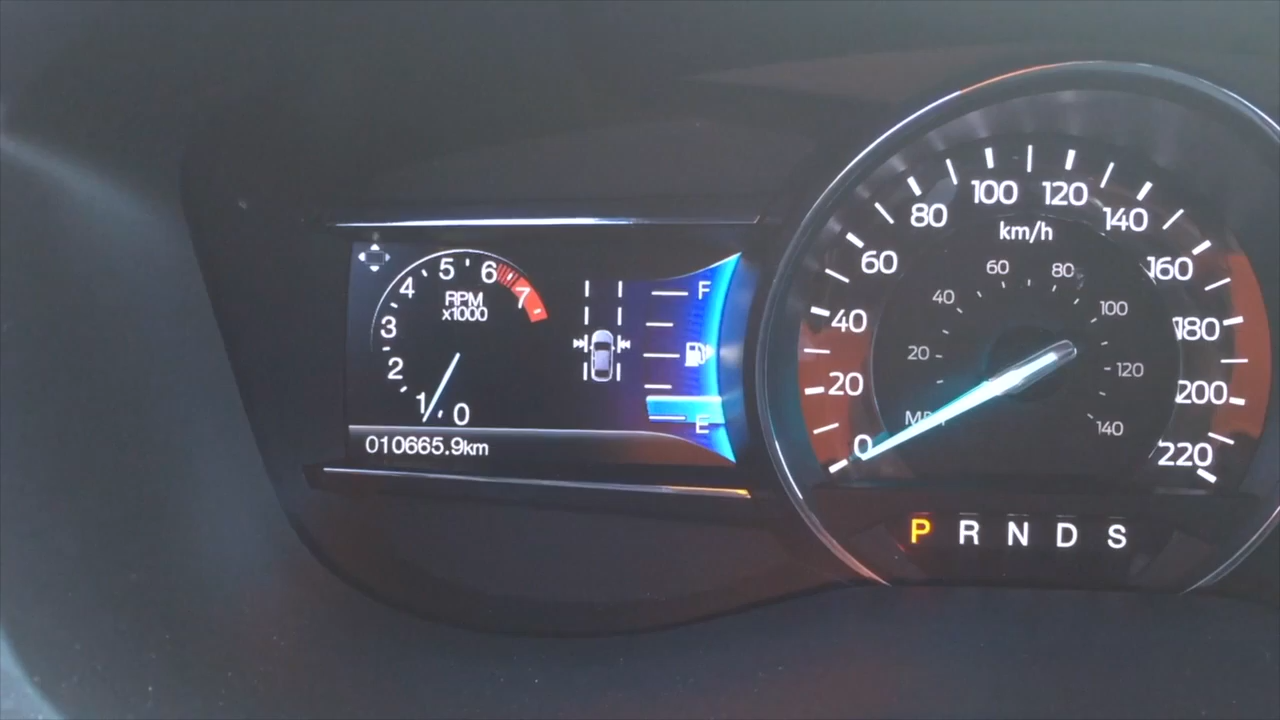 5 6
4 7
RPM
x1000
3
2
1 0
F
E
010665.9km
0 20 40 60 80 100 120 140 160 180 200 220
km/h
20 40 60 80 100 120 140
P R N D S